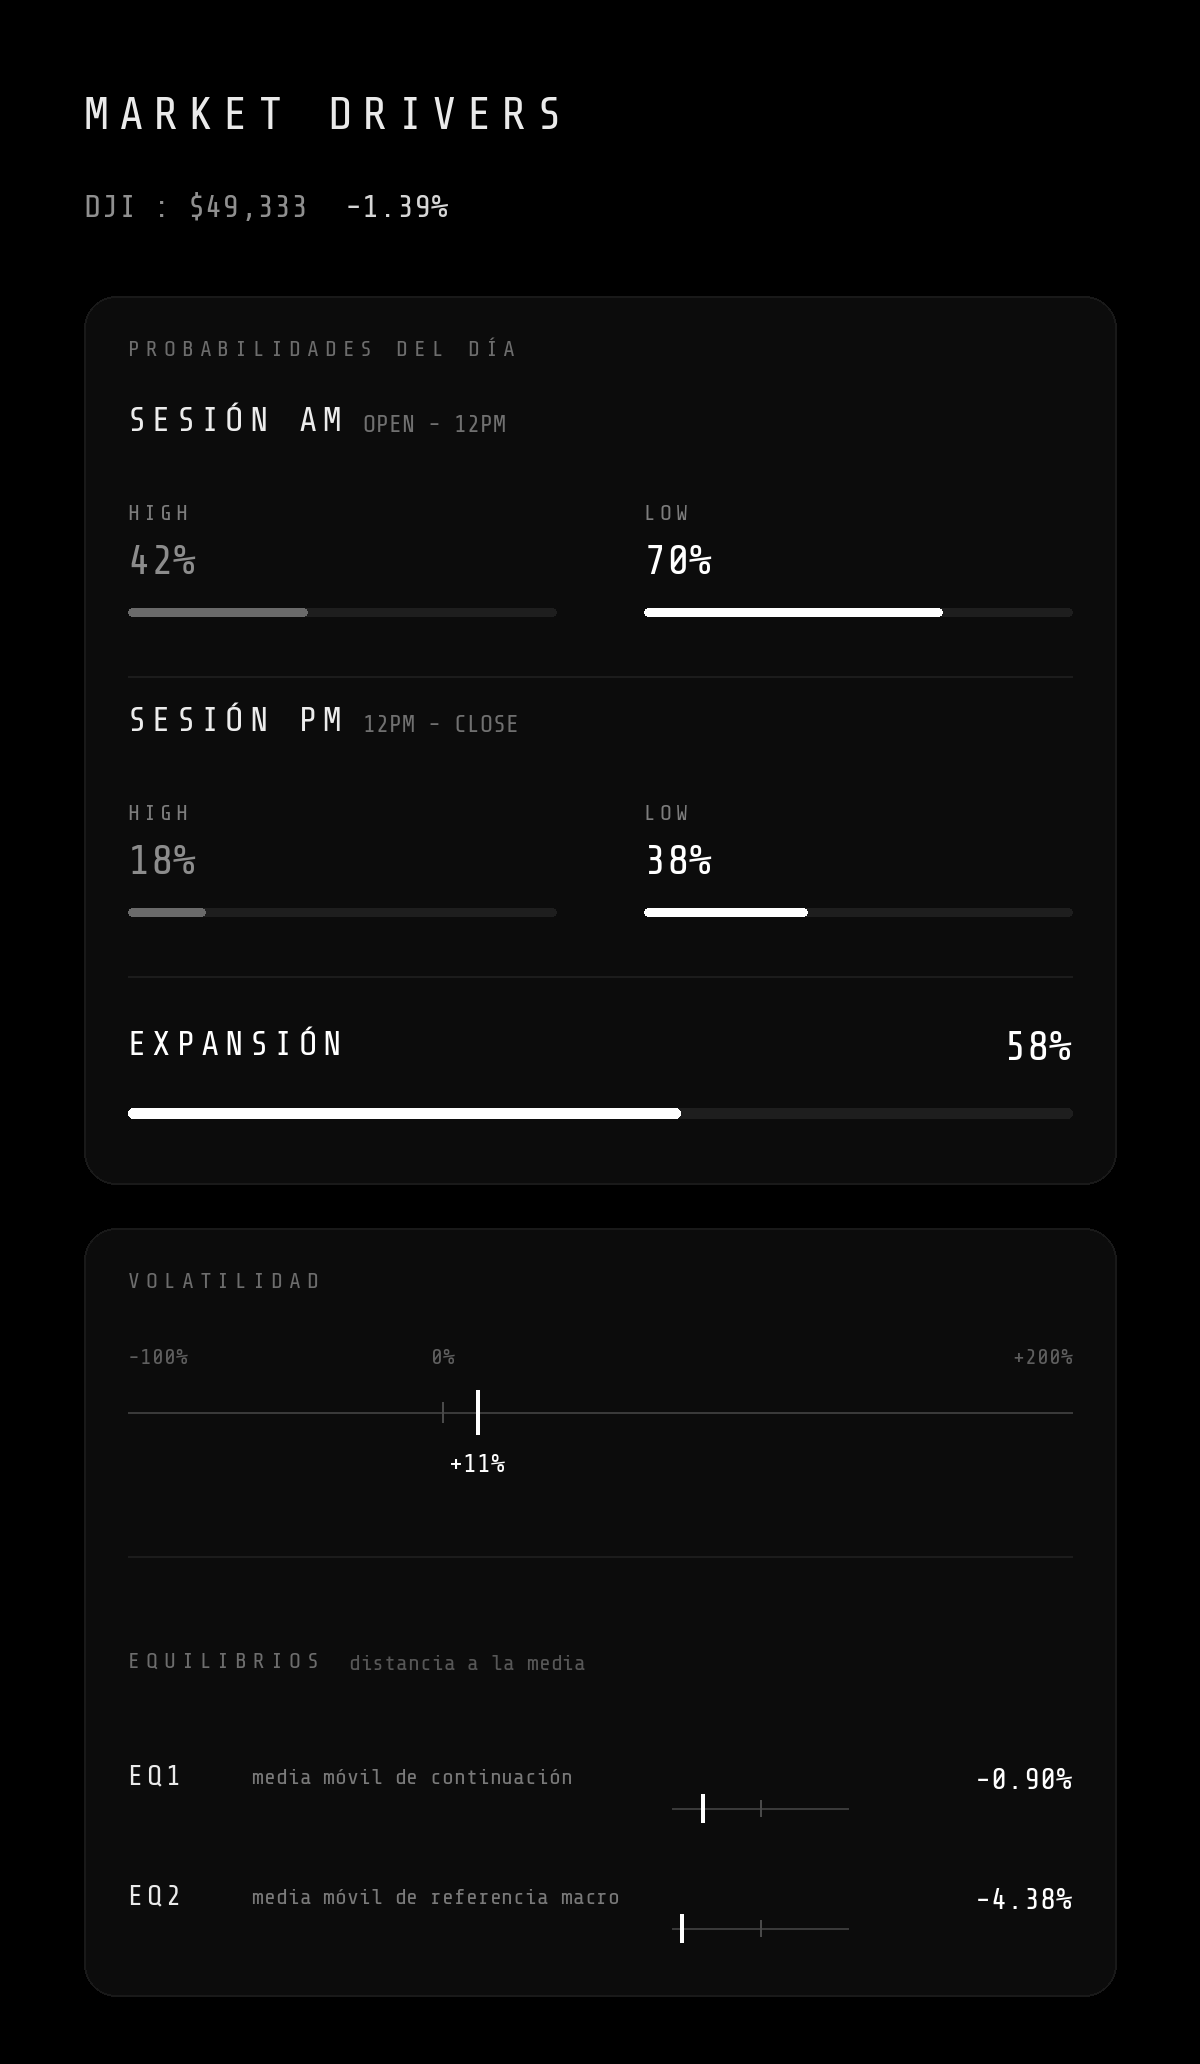 MARKET DRIVERS
DJI : $49,333 -1.39%
PROBABILIDADES DEL DÍA
SESIÓN AM OPEN - 12PM
HIGH LOW
42% 70%
SESIÓN PM 12PM - CLOSE
HIGH LOW
18% 38%
EXPANSIÓN 58%
VOLATILIDAD
-100% 0% +200%
+11%
EQUILIBRIOS distancia a la media
EQ1 media móvil de continuación -0.90%
EQ2 media móvil de referencia macro -4.38%